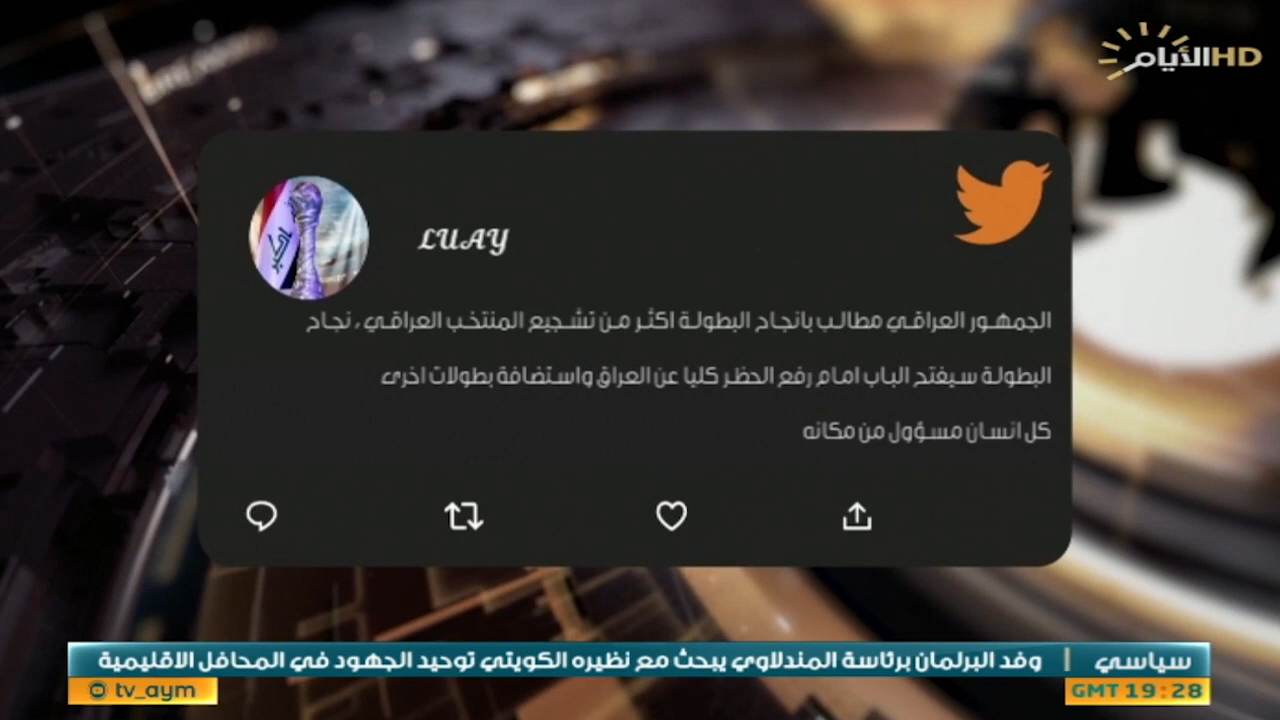 الأيام HD
LUAY
الجمهور العراقي مطالب بانجاح البطولة اكثر من تشجيع المنتخب العراقي ، نجاح
البطولة سيفتح الباب امام رفع الحظر كليا عن العراق واستضافة بطولات اخرى
كل انسان مسؤول من مكانه
سياسي | وفد البرلمان برئاسة المندلاوي يبحث مع نظيره الكويتي توحيد الجهود في المحافل الاقليمية
tv_aym
GMT 19:28